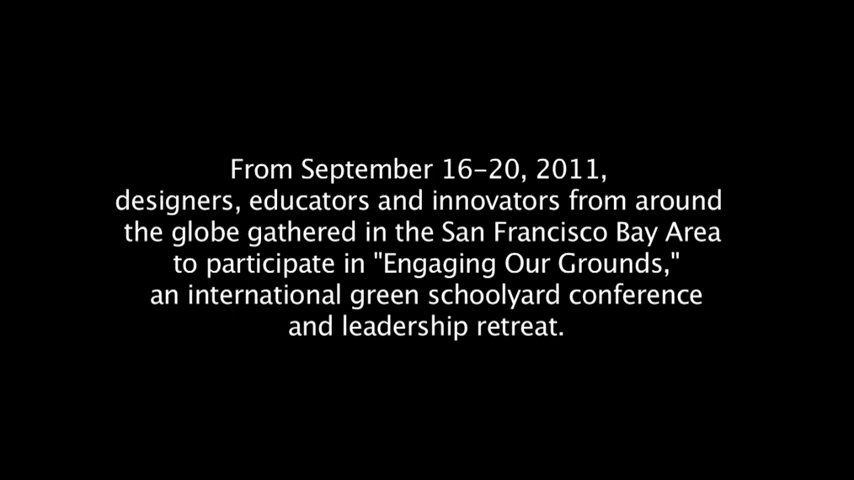 From September 16-20, 2011,
designers, educators and innovators from around
the globe gathered in the San Francisco Bay Area
to participate in "Engaging Our Grounds,"
an international green schoolyard conference
and leadership retreat.